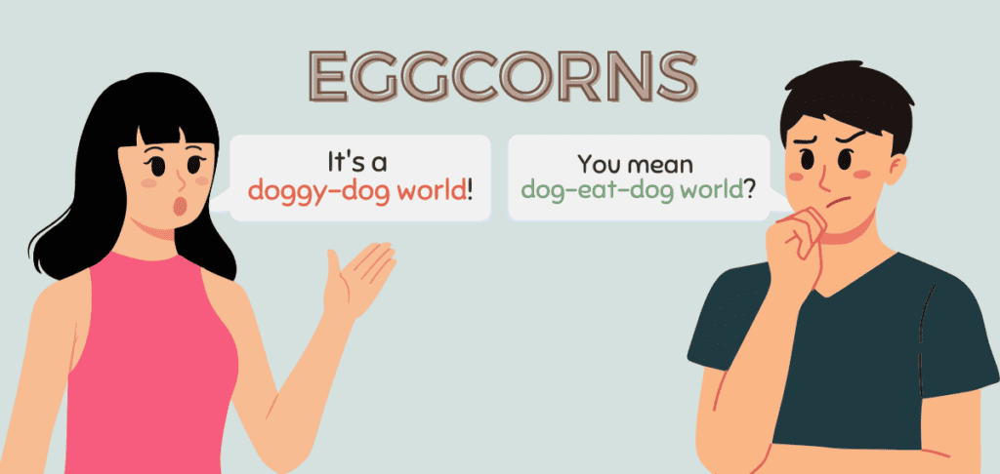 EGGCORNS
It's a
doggy-dog world!
You mean
dog-eat-dog world?